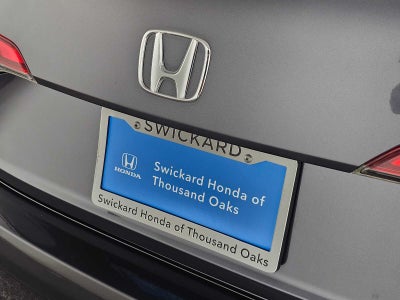 SWICKARD
HONDA
Swickard Honda of
Thousand Oaks
Swickard Honda of Thousand Oaks